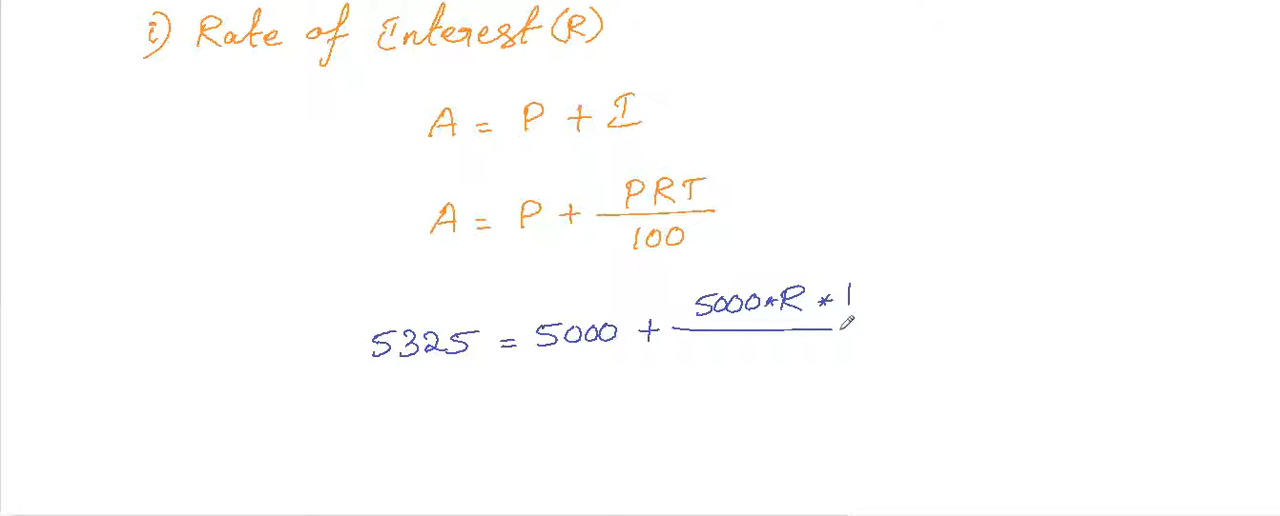 i) Rate of Interest (R)
A = P + I
A = P + PRT / 100
5325 = 5000 + 5000 * R * 1